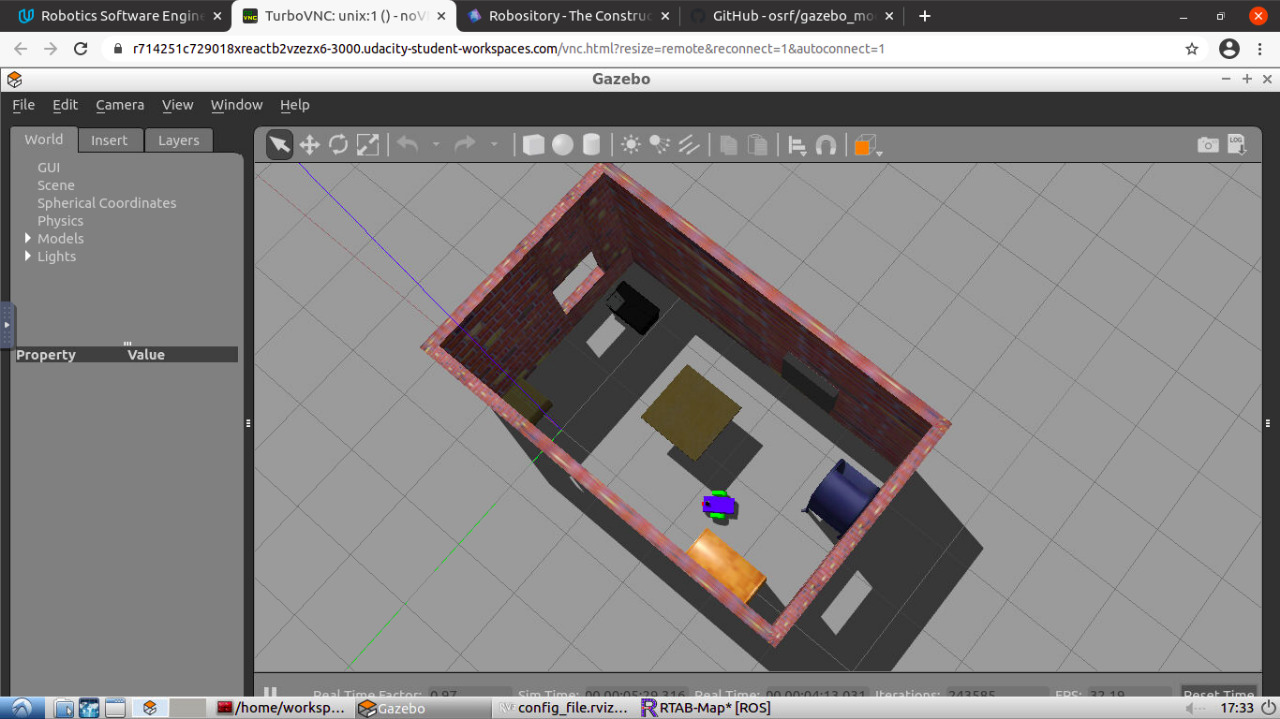 Robotics Software Engine
TurboVNC: unix:1 () - noV
Robository - The Construc
GitHub - osrf/gazebo_mo
r714251c729018xreactb2vzezx6-3000.udacity-student-workspaces.com/vnc.html?resize=remote&reconnect=1&autoconnect=1
Gazebo
File Edit Camera View Window Help
World Insert Layers
LOG
GUI
Scene
Spherical Coordinates
Physics
Models
Lights
Property Value
Real Time Factor: 0.97 Sim Time: 00 00:05:29.316 Real Time: 00 00:04:13.031 Iterations: 243585 FPS: 32.19 Reset Time
/home/worksp... Gazebo config_file.rviz... RTAB-Map* [ROS] 17:33